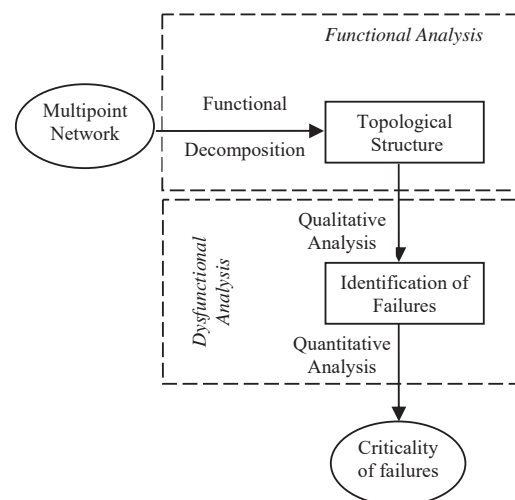 Functional Analysis
Multipoint
Network
Functional
Decomposition
Topological
Structure
Qualitative
Analysis
Dysfunctional
Analysis
Identification of
Failures
Quantitative
Analysis
Criticality
of failures